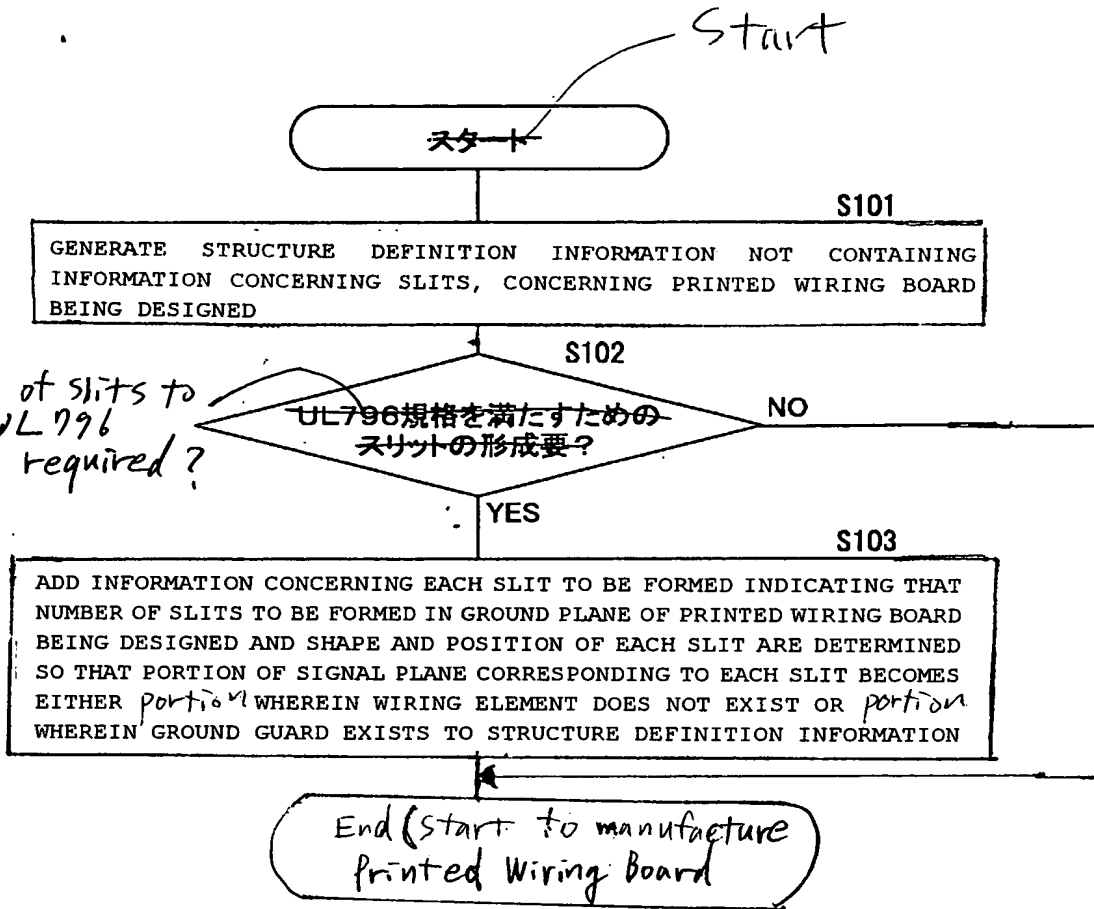 Start
スタート
S101
GENERATE STRUCTURE DEFINITION INFORMATION NOT CONTAINING
INFORMATION CONCERNING SLITS, CONCERNING PRINTED WIRING BOARD
BEING DESIGNED
S102
of slits to
UL796
required?
UL796規格を満たすための
スリットの形成要？
NO
YES
S103
ADD INFORMATION CONCERNING EACH SLIT TO BE FORMED INDICATING THAT
NUMBER OF SLITS TO BE FORMED IN GROUND PLANE OF PRINTED WIRING BOARD
BEING DESIGNED AND SHAPE AND POSITION OF EACH SLIT ARE DETERMINED
SO THAT PORTION OF SIGNAL PLANE CORRESPONDING TO EACH SLIT BECOMES
EITHER portion WHEREIN WIRING ELEMENT DOES NOT EXIST OR portion
WHEREIN GROUND GUARD EXISTS TO STRUCTURE DEFINITION INFORMATION
End (Start to manufacture
Printed Wiring Board